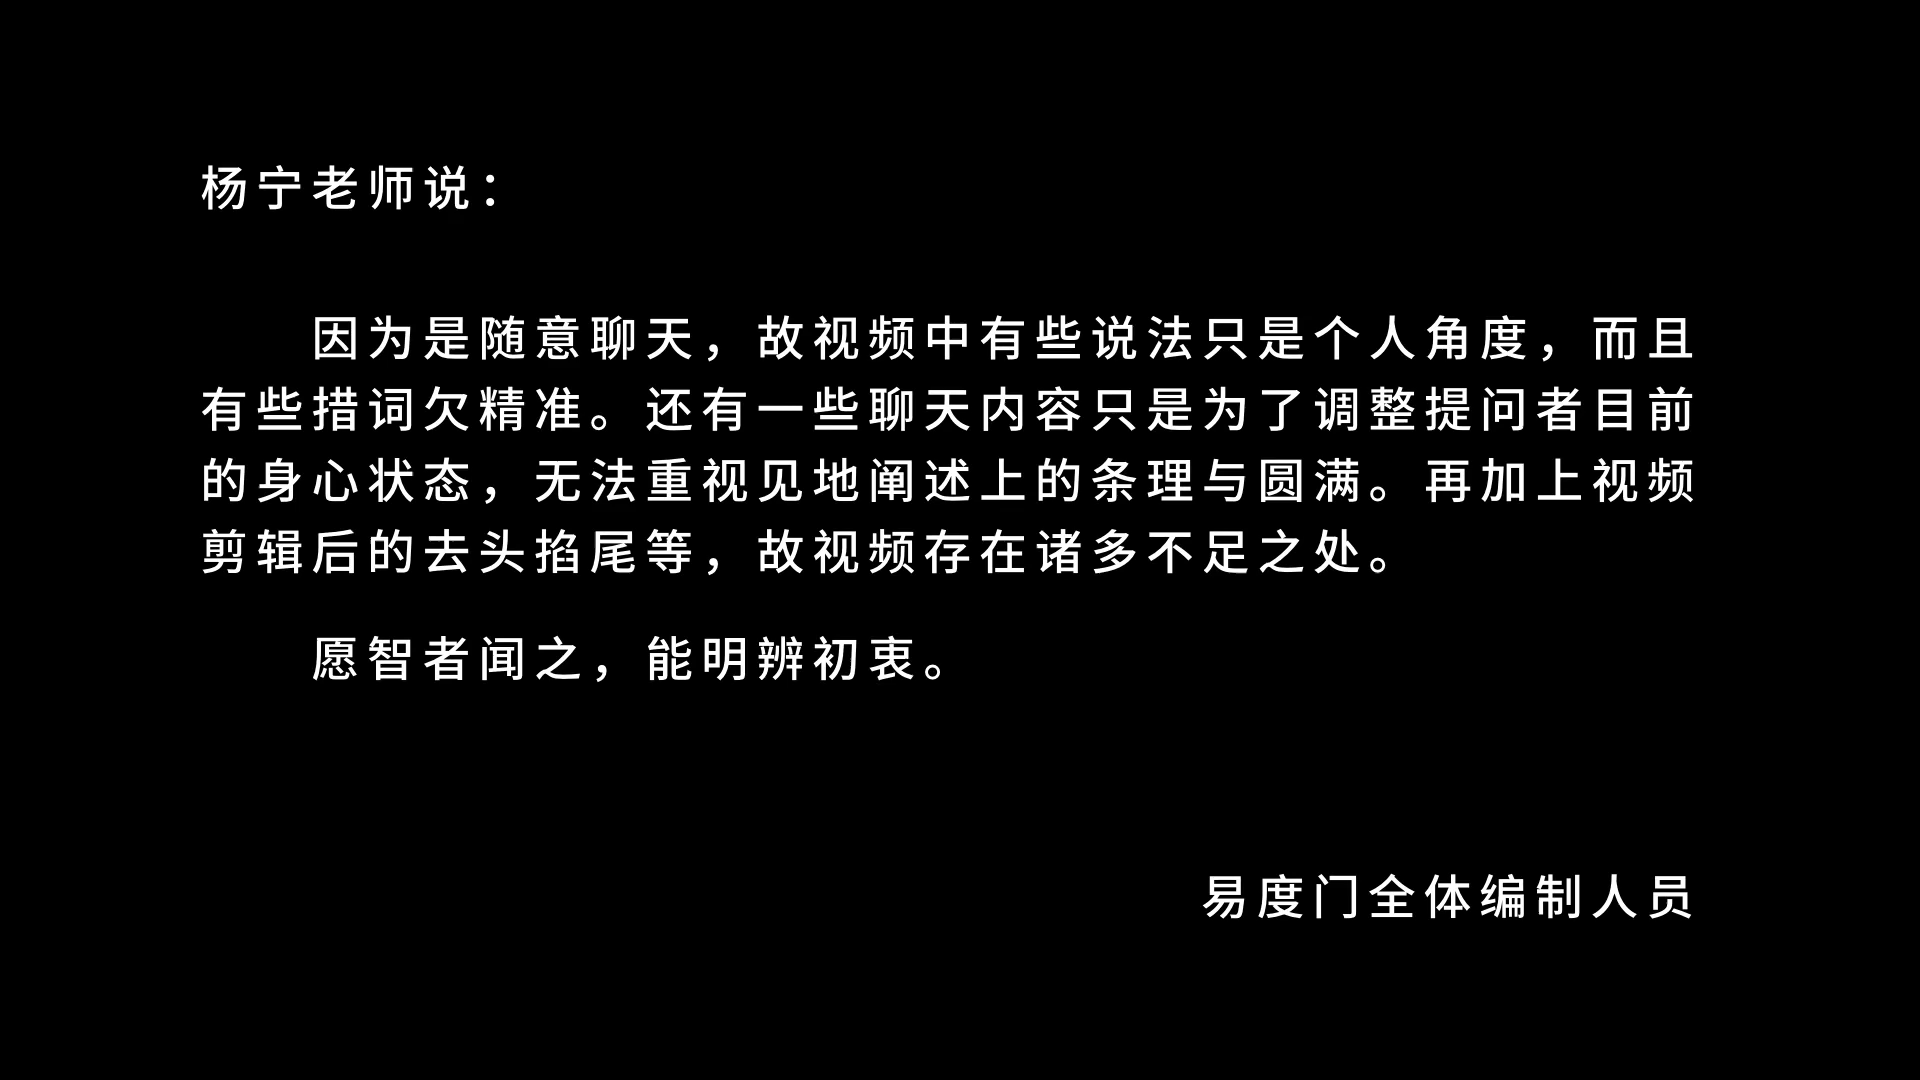 杨宁老师说：
因为是随意聊天，故视频中有些说法只是个人角度，而且
有些措词欠精准。还有一些聊天内容只是为了调整提问者目前
的身心状态，无法重视见地阐述上的条理与圆满。再加上视频
剪辑后的去头掐尾等，故视频存在诸多不足之处。
愿智者闻之，能明辨初衷。
易度门全体编制人员